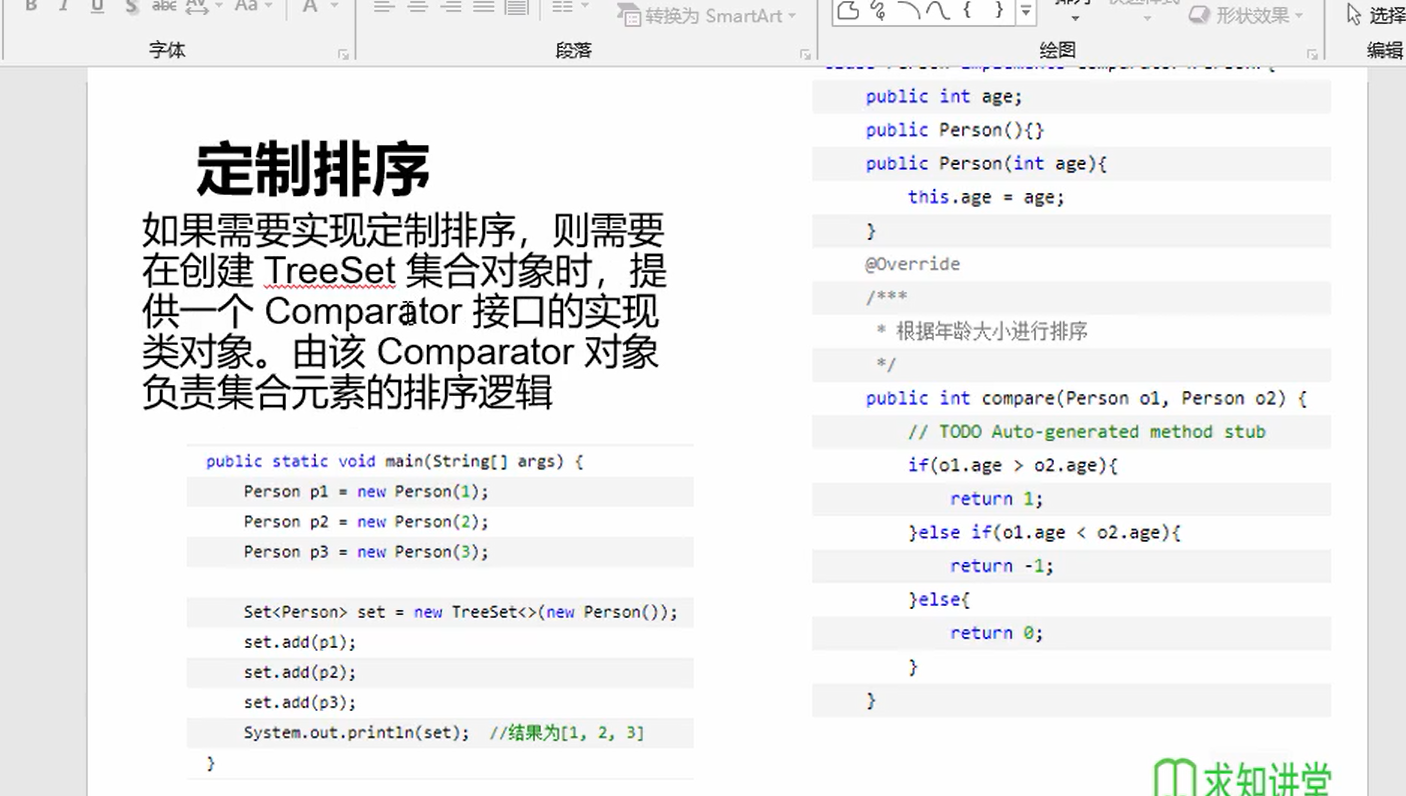 B I U S abc AV Aa A
转换为 SmartArt
形状效果
选择
字体
段落
绘图
编辑
定制排序
如果需要实现定制排序，则需要
在创建 TreeSet 集合对象时，提
供一个 Comparator 接口的实现
类对象。由该 Comparator 对象
负责集合元素的排序逻辑
public static void main(String[] args) {
Person p1 = new Person(1);
Person p2 = new Person(2);
Person p3 = new Person(3);
Set<Person> set = new TreeSet<>(new Person());
set.add(p1);
set.add(p2);
set.add(p3);
System.out.println(set); //结果为[1, 2, 3]
}
public int age;
public Person(){}
public Person(int age){
this.age = age;
}
@Override
/***
* 根据年龄大小进行排序
*/
public int compare(Person o1, Person o2) {
// TODO Auto-generated method stub
if(o1.age > o2.age){
return 1;
}else if(o1.age < o2.age){
return -1;
}else{
return 0;
}
}
求知讲堂